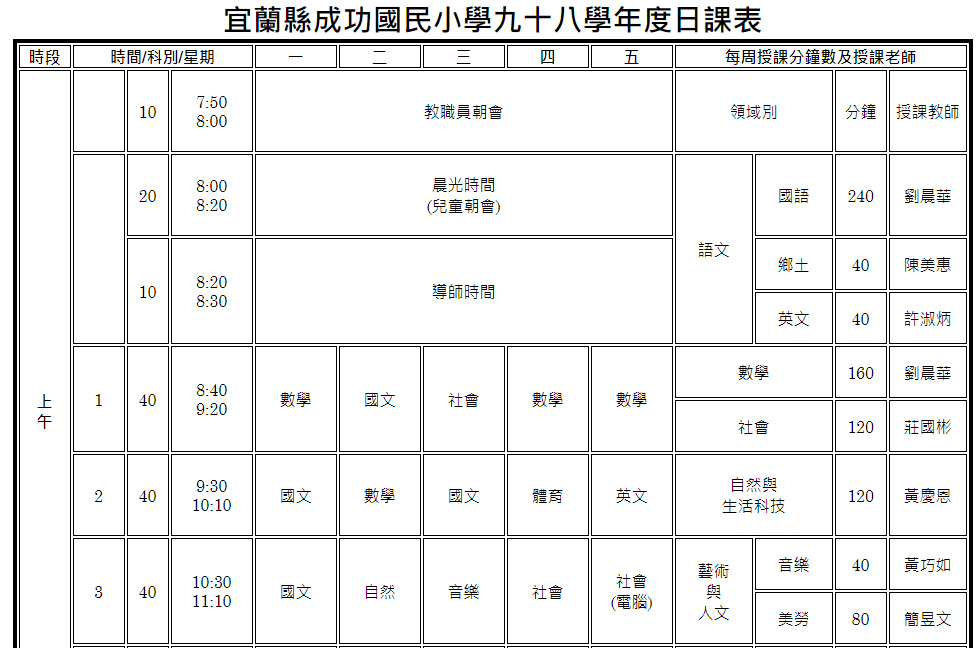 宜蘭縣成功國民小學九十八學年度日課表
時段 時間/科別/星期 一 二 三 四 五 每周授課分鐘數及授課老師
上午
10 7:50 8:00 教職員朝會 領域別 分鐘 授課教師
20 8:00 8:20 晨光時間 (兒童朝會) 語文 國語 240 劉晨華
10 8:20 8:30 導師時間 鄉土 40 陳美惠
英文 40 許淑炳
1 40 8:40 9:20 數學 國文 社會 數學 數學 數學 160 劉晨華
社會 120 莊國彬
2 40 9:30 10:10 國文 數學 國文 體育 英文 自然與生活科技 120 黃慶恩
3 40 10:30 11:10 國文 自然 音樂 社會 社會 (電腦) 藝術與人文 音樂 40 黃巧如
美勞 80 簡昱文